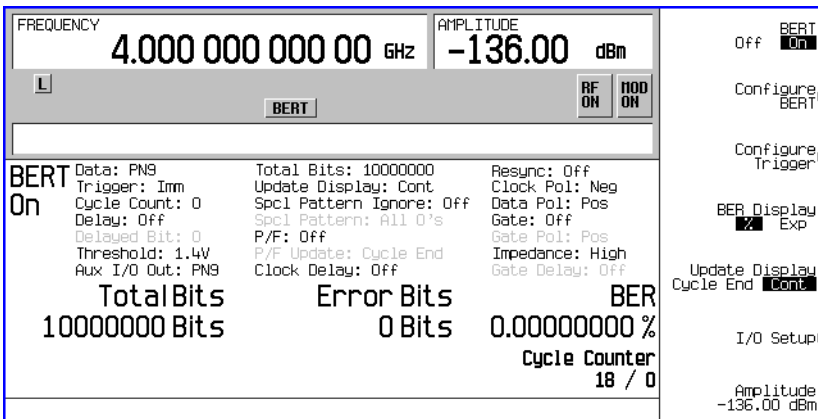 FREQUENCY
4.000 000 000 00 GHz
AMPLITUDE
-136.00 dBm
L
BERT
RF ON
MOD ON
BERT On
Data: PN9
Trigger: Imm
Cycle Count: 0
Delay: Off
Delayed Bit: 0
Threshold: 1.4V
Aux I/O Out: PN9
Total Bits: 10000000
Update Display: Cont
Spcl Pattern Ignore: Off
Spcl Pattern: All 0's
P/F: Off
P/F Update: Cycle End
Clock Delay: Off
Resync: Off
Clock Pol: Neg
Data Pol: Pos
Gate: Off
Gate Pol: Pos
Impedance: High
Gate Delay: Off
Total Bits
10000000 Bits
Error Bits
0 Bits
BER
0.00000000 %
Cycle Counter
18 / 0
BERT
Off On
Configure
BERT
Configure
Trigger
BER Display
% Exp
Update Display
Cycle End Cont
I/O Setup
Amplitude
-136.00 dBm